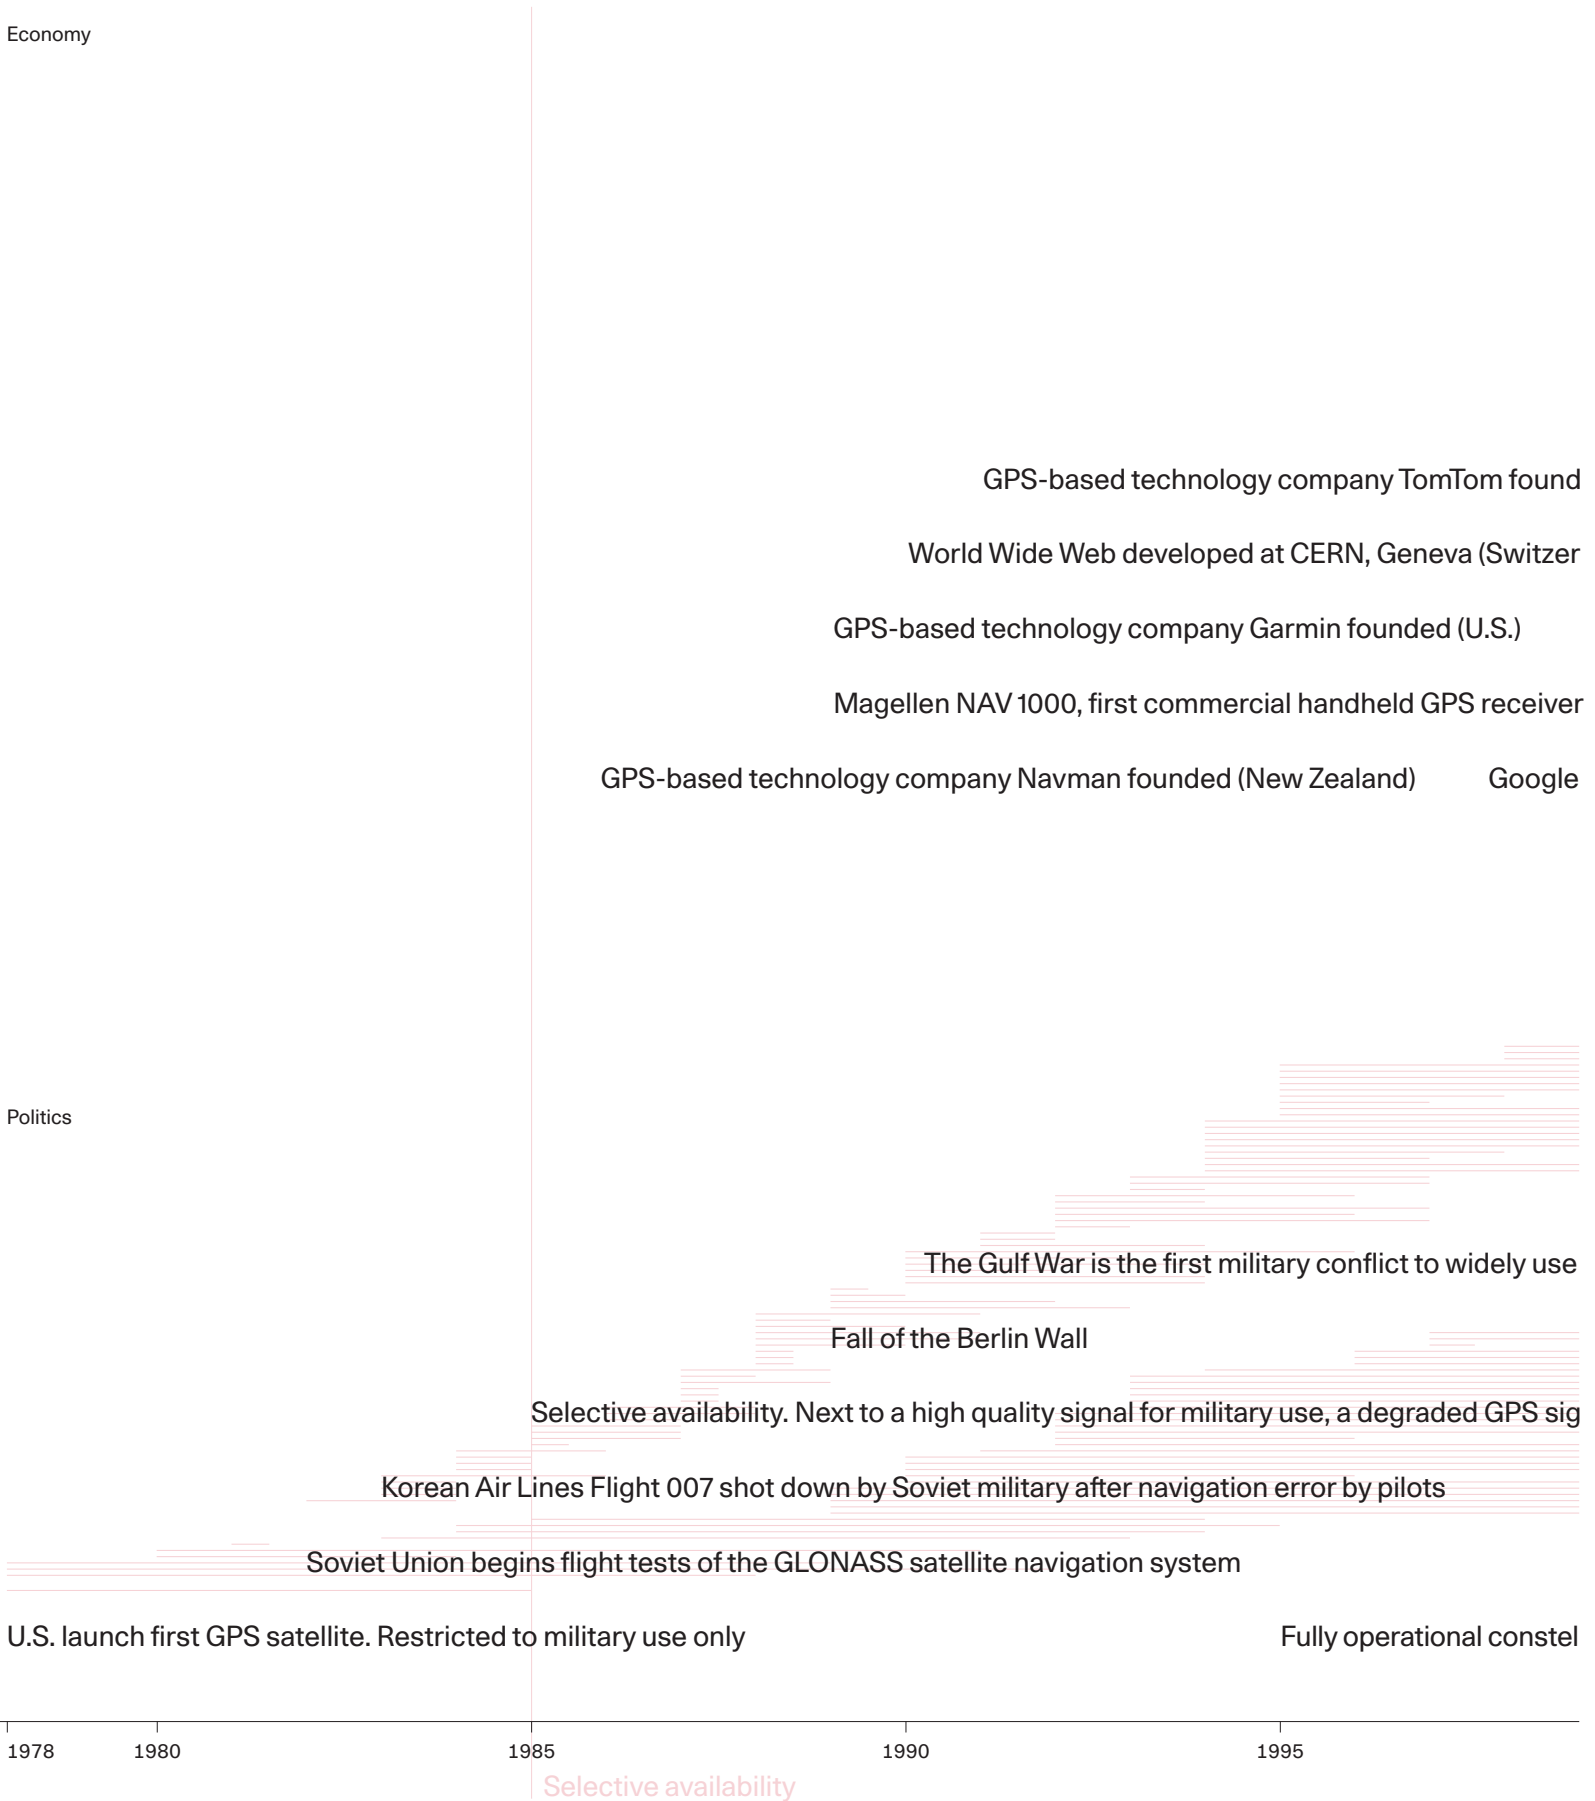 Economy
GPS-based technology company TomTom found
World Wide Web developed at CERN, Geneva (Switzer
GPS-based technology company Garmin founded (U.S.)
Magellen NAV 1000, first commercial handheld GPS receiver
GPS-based technology company Navman founded (New Zealand) Google
Politics
The Gulf War is the first military conflict to widely use
Fall of the Berlin Wall
Selective availability. Next to a high quality signal for military use, a degraded GPS sig
Korean Air Lines Flight 007 shot down by Soviet military after navigation error by pilots
Soviet Union begins flight tests of the GLONASS satellite navigation system
U.S. launch first GPS satellite. Restricted to military use only Fully operational constel
1978 1980 1985 1990 1995
Selective availability